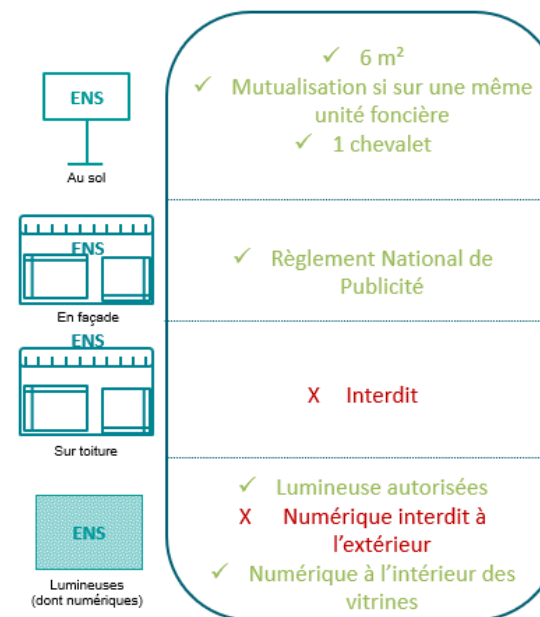 ENS
Au sol
✓ 6 m²
✓ Mutualisation si sur une même
unité foncière
✓ 1 chevalet
ENS
En façade
✓ Règlement National de
Publicité
ENS
Sur toiture
X Interdit
ENS
Lumineuses
(dont numériques)
✓ Lumineuse autorisées
X Numérique interdit à
l'extérieur
✓ Numérique à l'intérieur des
vitrines